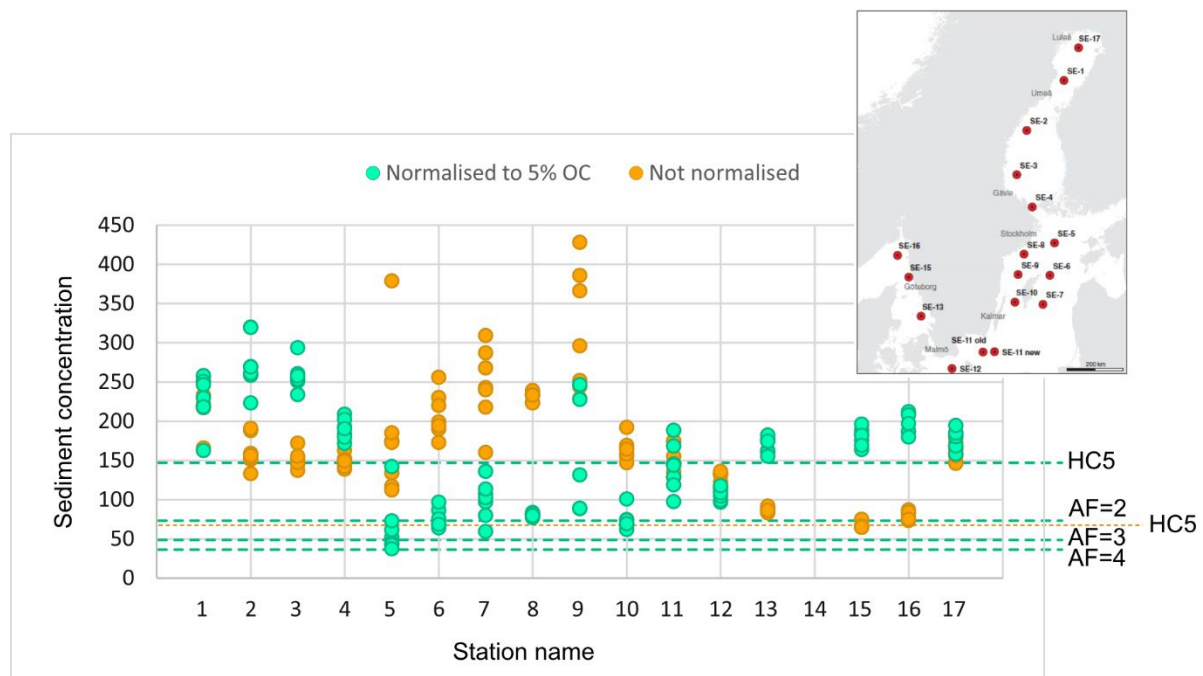 Luleå
SE-17
SE-1
Umeå
SE-2
SE-3
Gävle
SE-4
Stockholm
SE-5
SE-8
SE-16
SE-9
SE-6
SE-15
Göteborg
SE-10
SE-7
SE-13
Kalmar
SE-11 old
Malmö
SE-11 new
SE-12
200 km
Normalised to 5% OC
Not normalised
Sediment concentration
450
400
350
300
250
200
150
100
50
0
HC5
AF=2
HC5
AF=3
AF=4
1 2 3 4 5 6 7 8 9 10 11 12 13 14 15 16 17
Station name